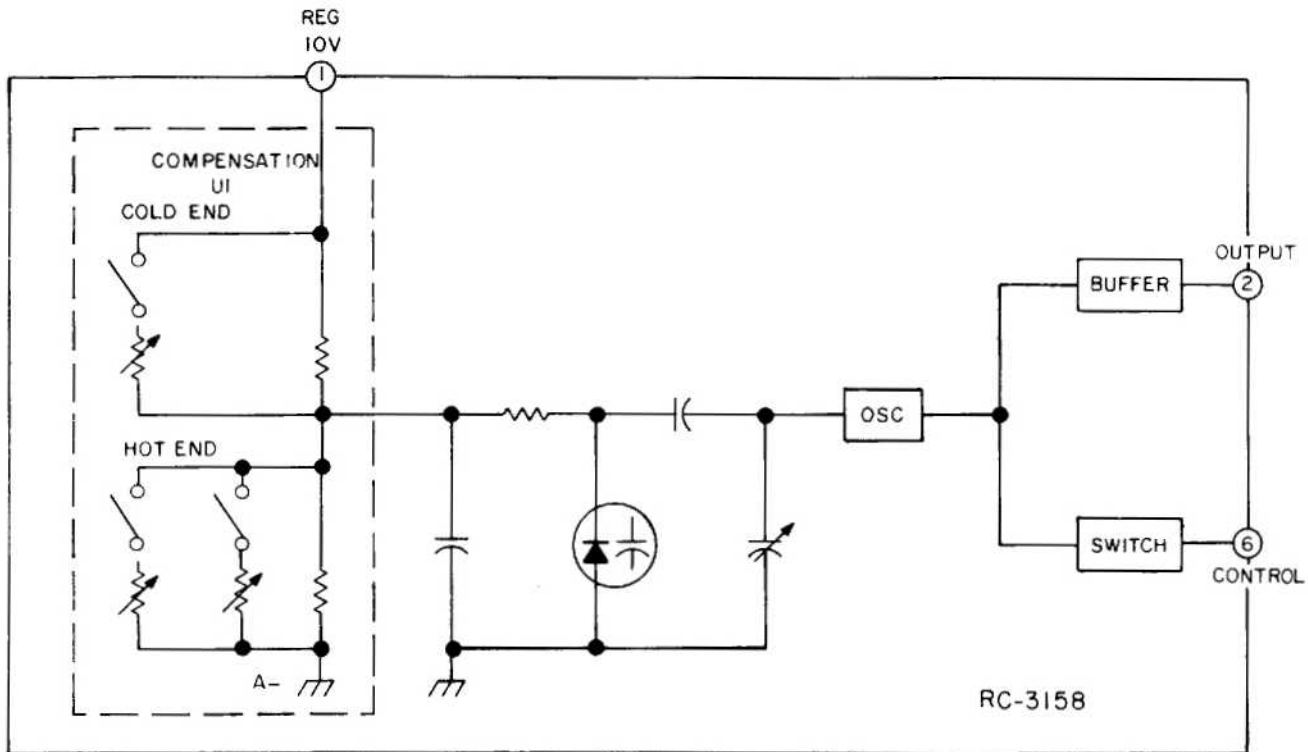 REG
10V
1
COMPENSATION
U1
COLD END
OUTPUT
BUFFER
2
OSC
HOT END
SWITCH
6
CONTROL
A-
RC-3158